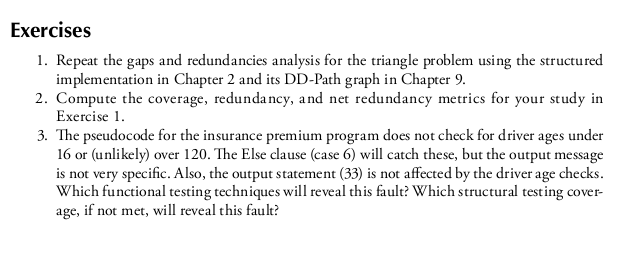 Exercises
1. Repeat the gaps and redundancies analysis for the triangle problem using the structured
implementation in Chapter 2 and its DD-Path graph in Chapter 9.
2. Compute the coverage, redundancy, and net redundancy metrics for your study in
Exercise 1.
3. The pseudocode for the insurance premium program does not check for driver ages under
16 or (unlikely) over 120. The Else clause (case 6) will catch these, but the output message
is not very specific. Also, the output statement (33) is not affected by the driver age checks.
Which functional testing techniques will reveal this fault? Which structural testing cover-
age, if not met, will reveal this fault?